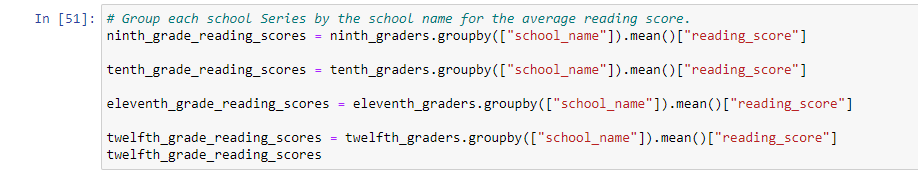 In [51]: # Group each school Series by the school name for the average reading score.
ninth_grade_reading_scores = ninth_graders.groupby(["school_name"]).mean()["reading_score"]
tenth_grade_reading_scores = tenth_graders.groupby(["school_name"]).mean()["reading_score"]
eleventh_grade_reading_scores = eleventh_graders.groupby(["school_name"]).mean()["reading_score"]
twelfth_grade_reading_scores = twelfth_graders.groupby(["school_name"]).mean()["reading_score"]
twelfth_grade_reading_scores